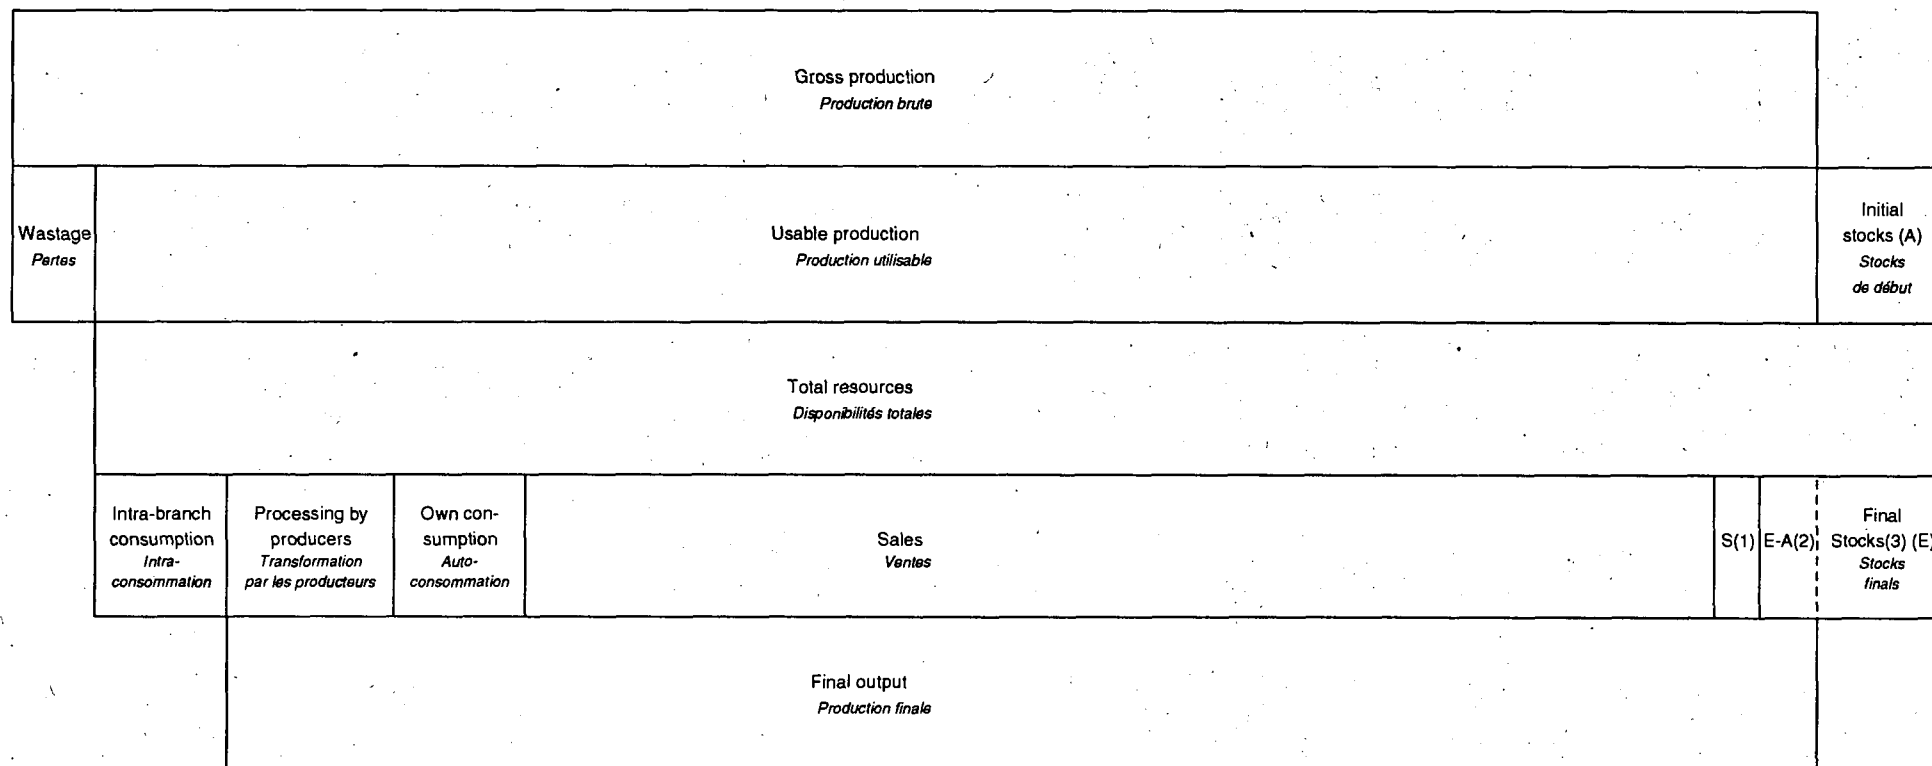 Gross production
Production brute
Wastage
Pertes
Usable production
Production utilisable
Initial
stocks (A)
Stocks
de début
Total resources
Disponibilités totales
Intra-branch
consumption
Intra-
consommation
Processing by
producers
Transformation
par les producteurs
Own con-
sumption
Auto-
consommation
Sales
Ventes
S(1)
E-A(2)
Final
Stocks(3) (E)
Stocks
finals
Final output
Production finale